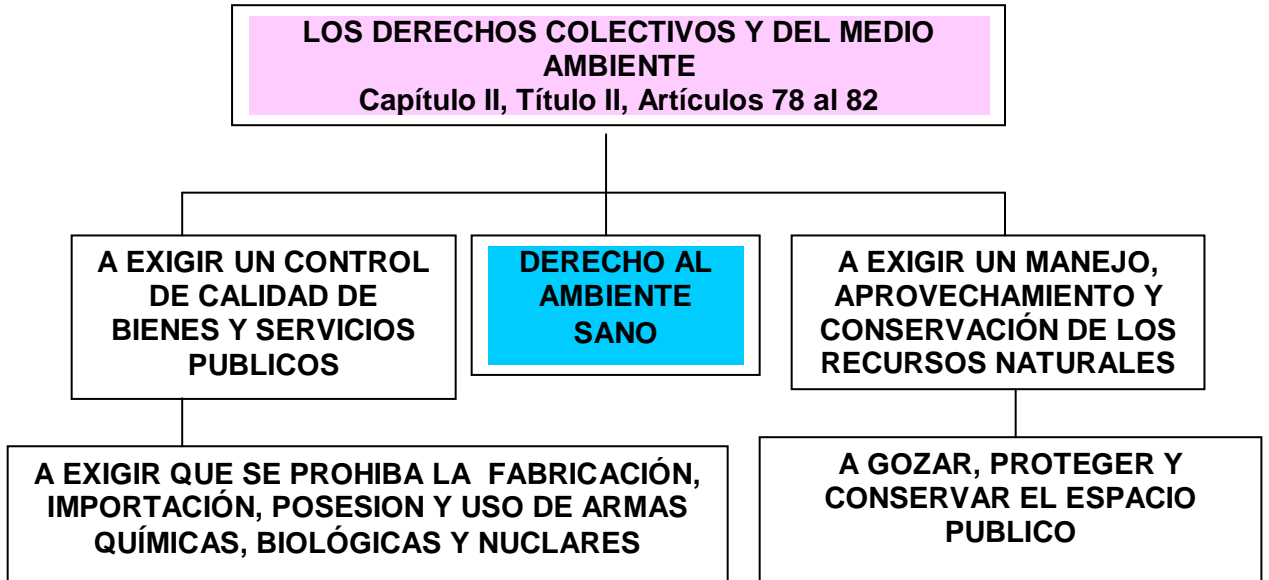 LOS DERECHOS COLECTIVOS Y DEL MEDIO
AMBIENTE
Capítulo II, Título II, Artículos 78 al 82
A EXIGIR UN CONTROL
DE CALIDAD DE
BIENES Y SERVICIOS
PUBLICOS
DERECHO AL
AMBIENTE
SANO
A EXIGIR UN MANEJO,
APROVECHAMIENTO Y
CONSERVACIÓN DE LOS
RECURSOS NATURALES
A EXIGIR QUE SE PROHIBA LA FABRICACIÓN,
IMPORTACIÓN, POSESION Y USO DE ARMAS
QUÍMICAS, BIOLÓGICAS Y NUCLARES
A GOZAR, PROTEGER Y
CONSERVAR EL ESPACIO
PUBLICO